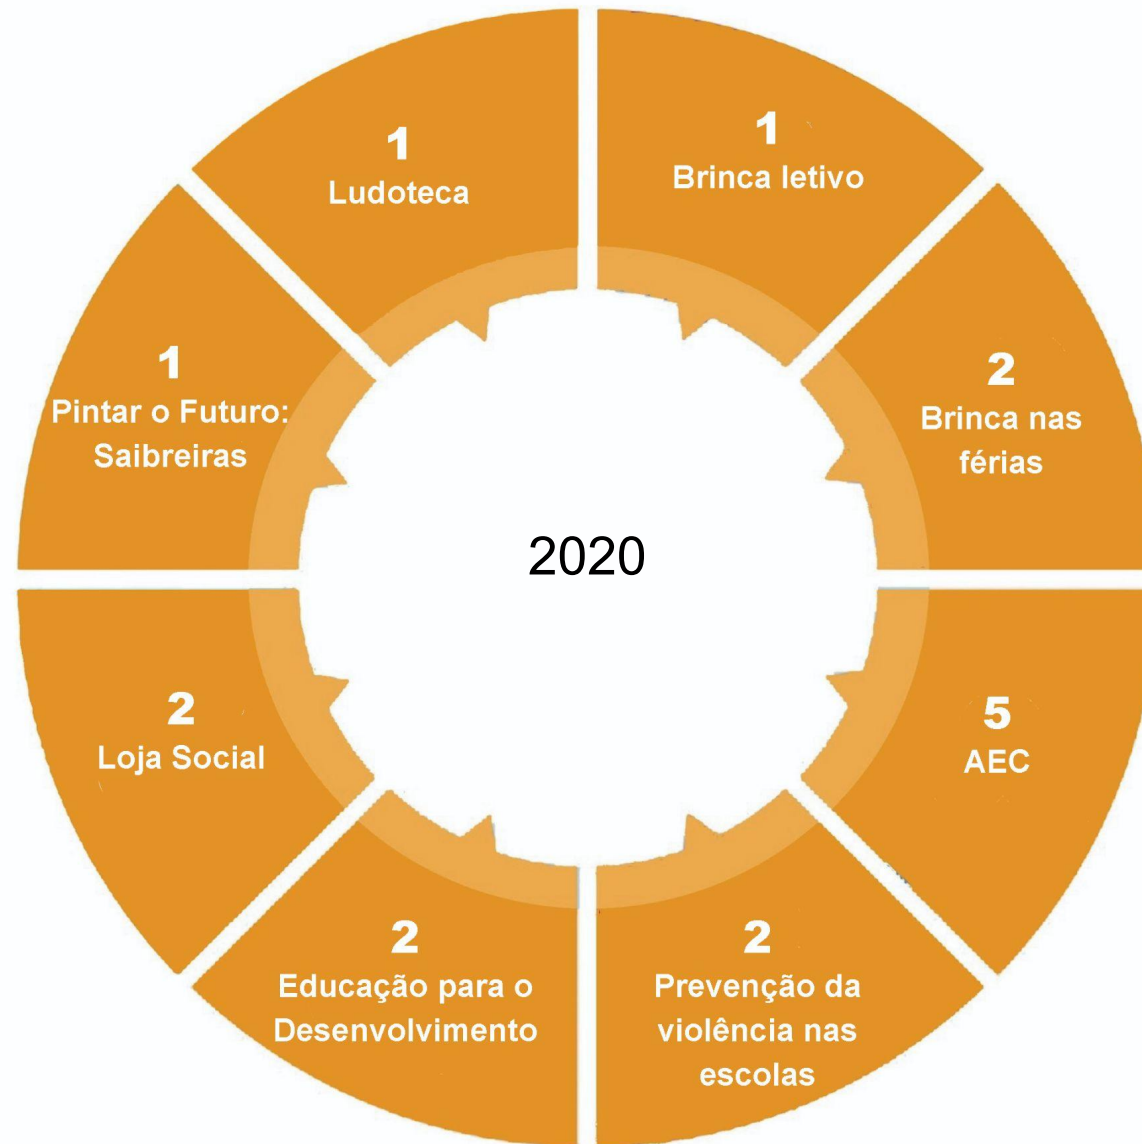 1
Ludoteca
1
Brinca letivo
2
Brinca nas
férias
5
AEC
2
Prevenção da
violência nas
escolas
2
Educação para o
Desenvolvimento
2
Loja Social
1
Pintar o Futuro:
Saibreiras
2020